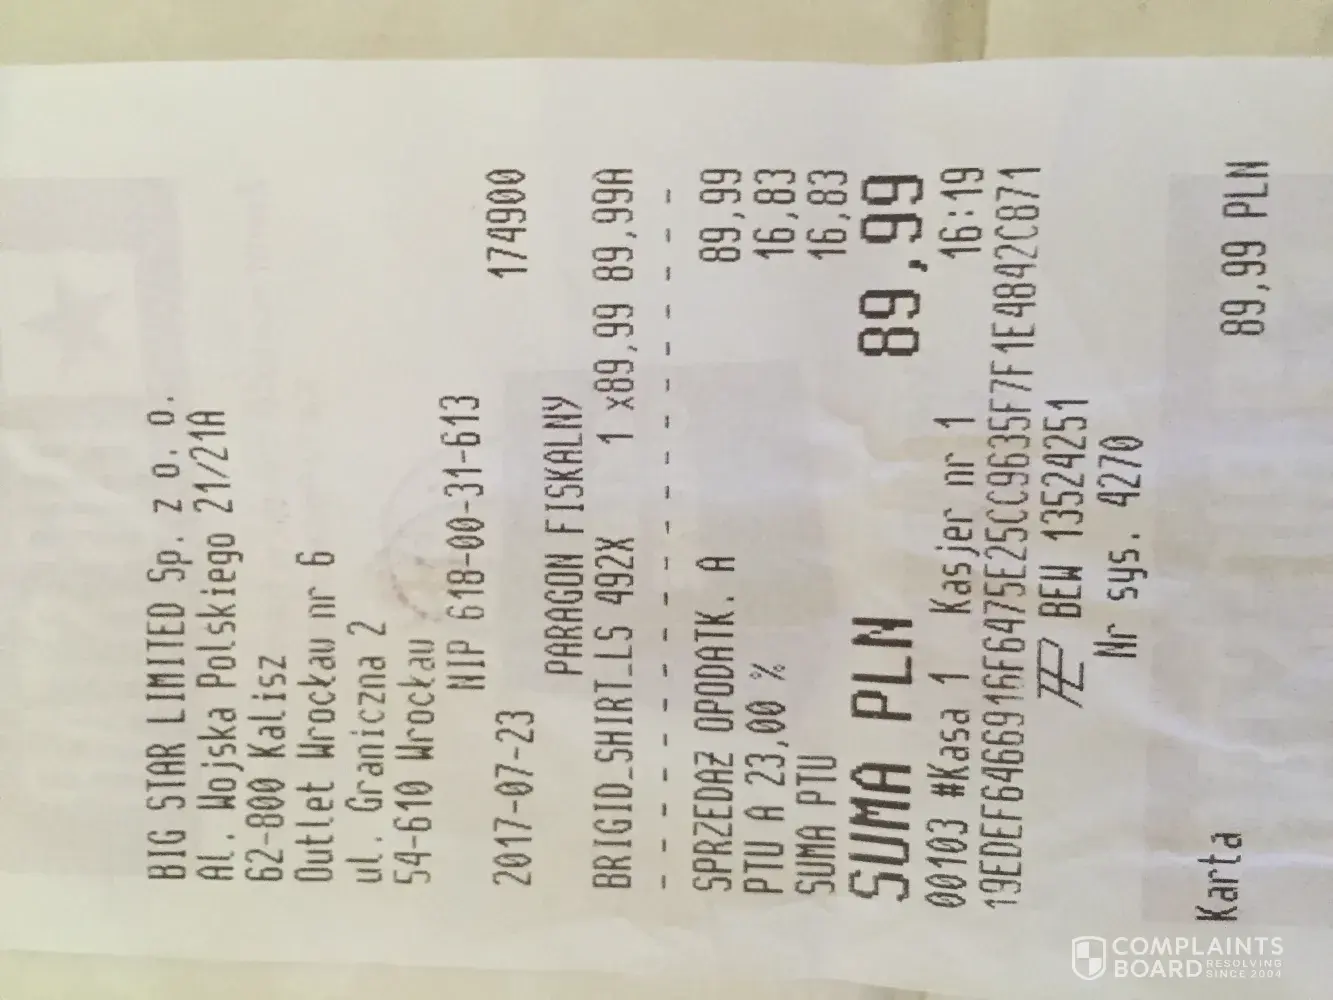 BIG STAR LIMITED Sp. z o.o.
Al. Wojska Polskiego 21/21A
62-800 Kalisz
Outlet Wrocław nr 6
ul. Graniczna 2
54-610 Wrocław
NIP 618-00-31-613
2017-07-23 174900
PARAGON FISKALNY
BRIGID_SHIRT_LS 492X 1 x89,99 89,99A
SPRZEDAŻ OPODATK. A 89,99
PTU A 23,00 % 16,83
SUMA PTU 16,83
SUMA PLN 89,99
00103 #Kasa 1 Kasjer nr 1 16:19
19EDEF64669116F6475E25CC9635F7F1E4842C871
BEW 13524251
Nr sys. 4270
Karta 89,99 PLN
COMPLAINTS
BOARD RESOLVING
SINCE 2004